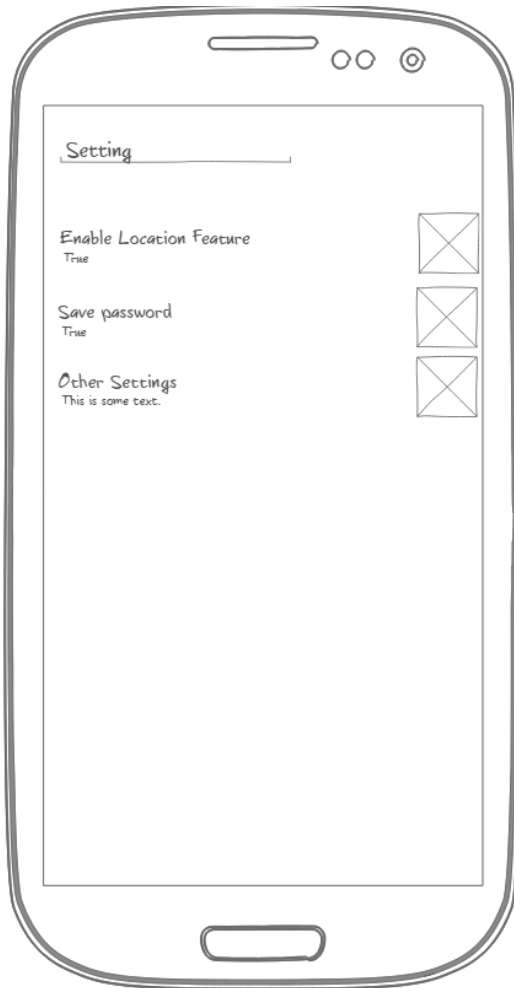 Setting
Enable Location Feature
True
Save password
True
Other Settings
This is some text.